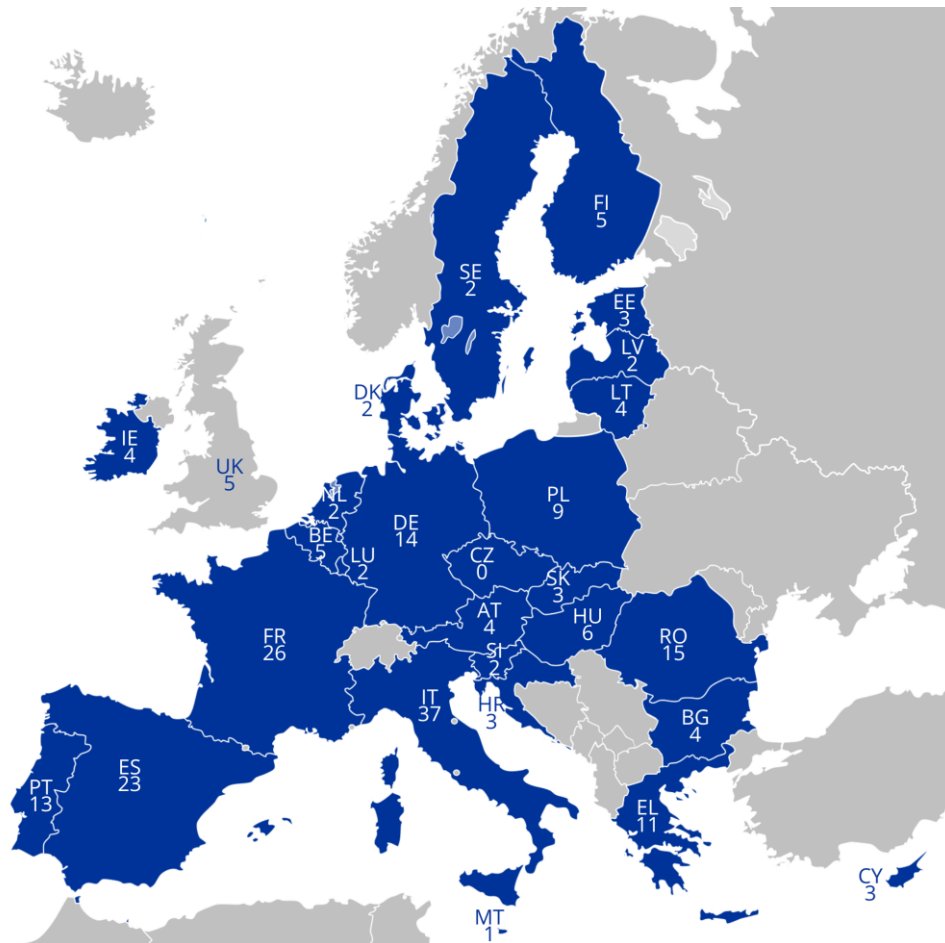 FI
5
SE
2
EE
3
LV
2
DK
2
LT
4
IE
4
UK
5
NL
2
PL
9
DE
14
BE
5
LU
2
CZ
0
SK
3
AT
4
HU
6
FR
26
RO
15
SI
2
IT
37
HR
3
BG
4
ES
23
PT
13
EL
11
CY
3
MT
1